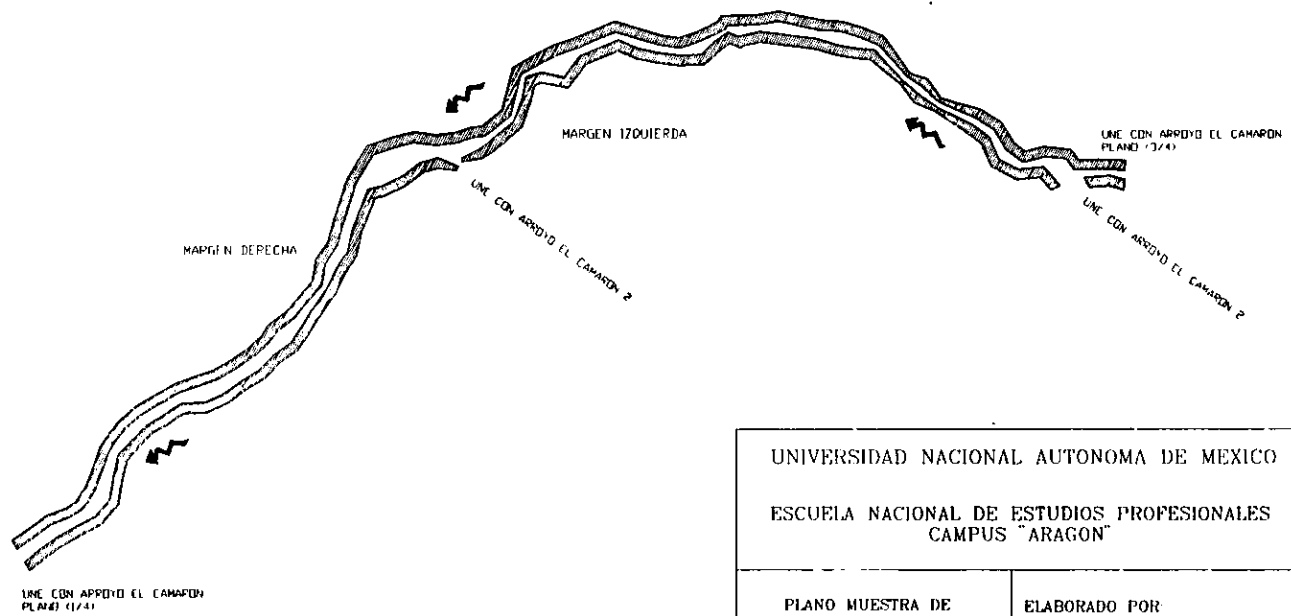 MARGEN IZQUIERDA
UNE CON ARROYO EL CAMARON
PLANO (3/4)
UNE CON ARROYO EL CAMARON 2
UNE CON ARROYO EL CAMARON 2
MARGEN DERECHA
UNE CON ARROYO EL CAMARON
PLANO (1/4)
UNIVERSIDAD NACIONAL AUTONOMA DE MEXICO
ESCUELA NACIONAL DE ESTUDIOS PROFESIONALES
CAMPUS "ARAGON"
PLANO MUESTRA DE
ELABORADO POR